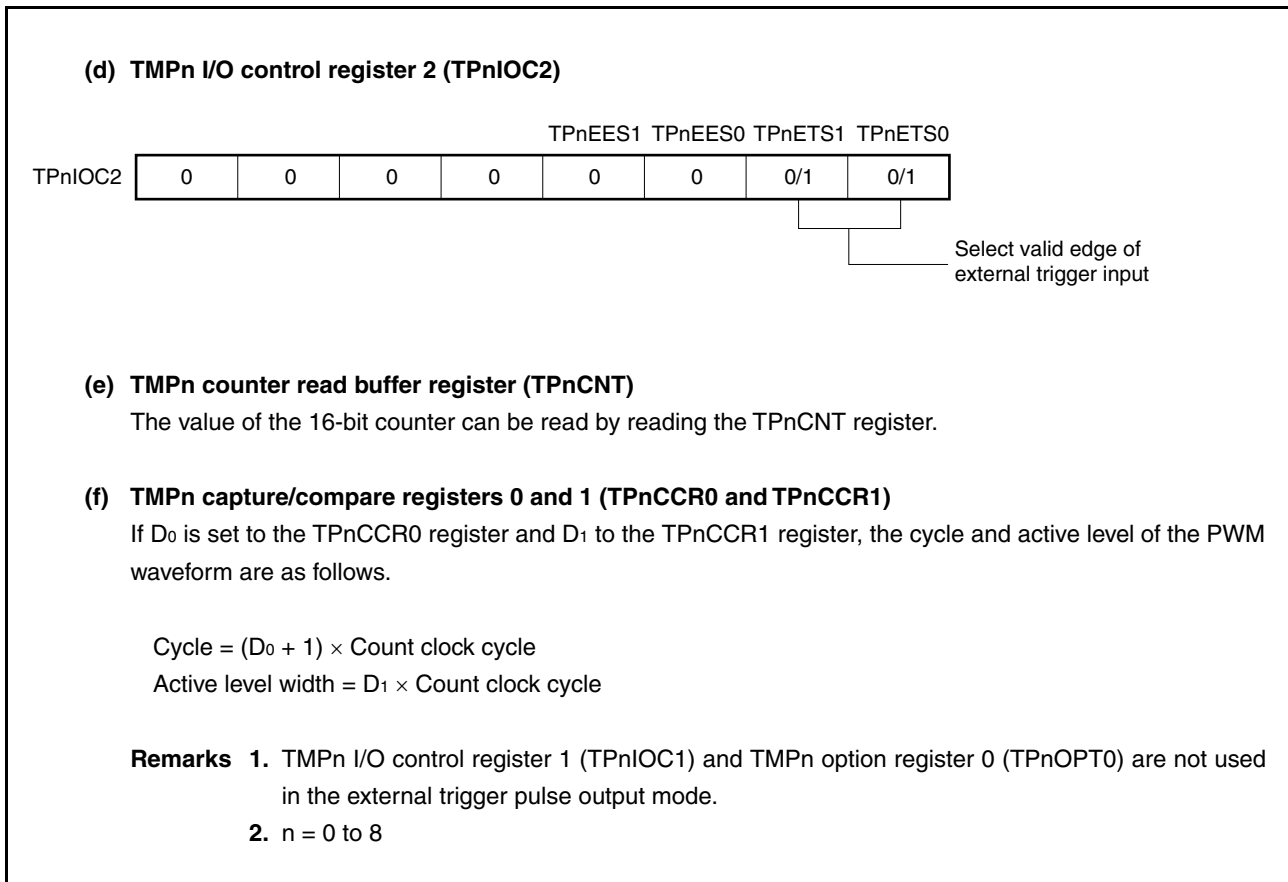 (d) TMPn I/O control register 2 (TPnIOC2)
TPnEES1 TPnEES0 TPnETS1 TPnETS0
TPnIOC2 0 0 0 0 0 0 0/1 0/1
Select valid edge of
external trigger input
(e) TMPn counter read buffer register (TPnCNT)
The value of the 16-bit counter can be read by reading the TPnCNT register.
(f) TMPn capture/compare registers 0 and 1 (TPnCCR0 and TPnCCR1)
If D0 is set to the TPnCCR0 register and D1 to the TPnCCR1 register, the cycle and active level of the PWM
waveform are as follows.
Cycle = (D0 + 1) × Count clock cycle
Active level width = D1 × Count clock cycle
Remarks 1. TMPn I/O control register 1 (TPnIOC1) and TMPn option register 0 (TPnOPT0) are not used
in the external trigger pulse output mode.
2. n = 0 to 8